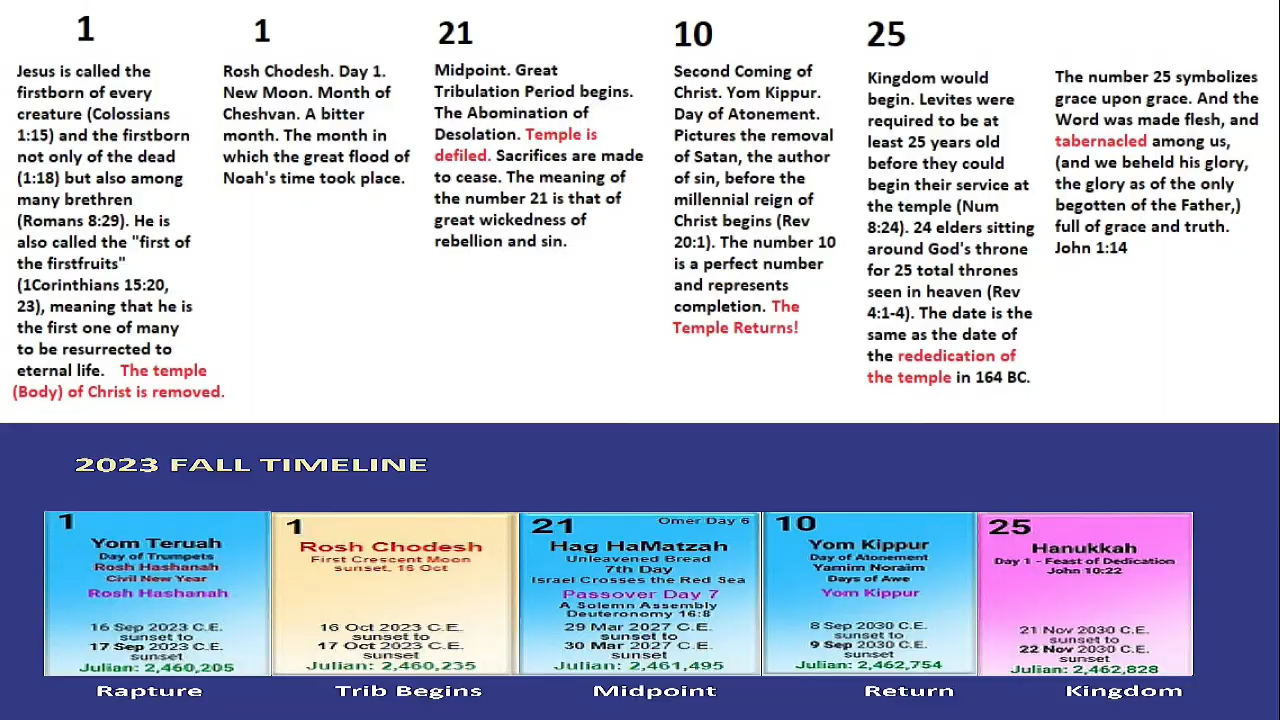 1
Jesus is called the
firstborn of every
creature (Colossians
1:15) and the firstborn
not only of the dead
(1:18) but also among
many brethren
(Romans 8:29). He is
also called the "first of
the firstfruits"
(1Corinthians 15:20,
23), meaning that he is
the first one of many
to be resurrected to
eternal life. The temple
(Body) of Christ is removed.
1
Rosh Chodesh. Day 1.
New Moon. Month of
Cheshvan. A bitter
month. The month in
which the great flood of
Noah's time took place.
21
Midpoint. Great
Tribulation Period begins.
The Abomination of
Desolation. Temple is
defiled. Sacrifices are made
to cease. The meaning of
the number 21 is that of
great wickedness of
rebellion and sin.
10
Second Coming of
Christ. Yom Kippur.
Day of Atonement.
Pictures the removal
of Satan, the author
of sin, before the
millennial reign of
Christ begins (Rev
20:1). The number 10
is a perfect number
and represents
completion. The
Temple Returns!
25
Kingdom would
begin. Levites were
required to be at
least 25 years old
before they could
begin their service at
the temple (Num
8:24). 24 elders sitting
around God's throne
for 25 total thrones
seen in heaven (Rev
4:1-4). The date is the
same as the date of
the rededication of
the temple in 164 BC.
The number 25 symbolizes
grace upon grace. And the
Word was made flesh, and
tabernacled among us,
(and we beheld his glory,
the glory as of the only
begotten of the Father,)
full of grace and truth.
John 1:14
2023 FALL TIMELINE
1
Yom Teruah
Day of Trumpets
Rosh Hashanah
Civil New Year
Rosh Hashanah
16 Sep 2023 C.E.
sunset to
17 Sep 2023 C.E.
sunset
Julian: 2,460,205
Rapture
1
Rosh Chodesh
First Crescent Moon
sunset, 16 Oct
16 Oct 2023 C.E.
sunset to
17 Oct 2023 C.E.
sunset
Julian: 2,460,235
Trib Begins
21 Omer Day 6
Hag HaMatzah
Unleavened Bread
7th Day
Israel Crosses the Red Sea
Passover Day 7
A Solemn Assembly
Deuteronomy 16:8
29 Mar 2027 C.E.
sunset to
30 Mar 2027 C.E.
sunset
Julian: 2,461,495
Midpoint
10
Yom Kippur
Day of Atonement
Yamim Noraim
Days of Awe
Yom Kippur
8 Sep 2030 C.E.
sunset to
9 Sep 2030 C.E.
sunset
Julian: 2,462,754
Return
25
Hanukkah
Day 1 - Feast of Dedication
John 10:22
21 Nov 2030 C.E.
sunset to
22 Nov 2030 C.E.
sunset
Julian: 2,462,828
Kingdom